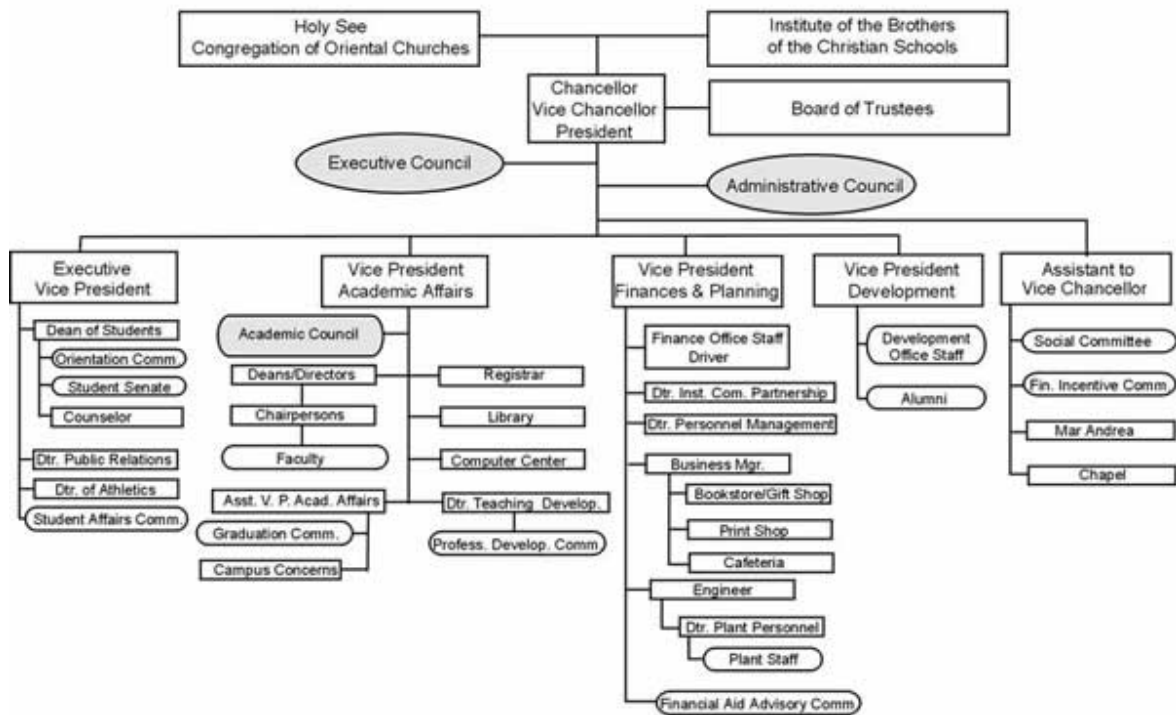 Holy See
Congregation of Oriental Churches
Institute of the Brothers
of the Christian Schools
Chancellor
Vice Chancellor
President
Board of Trustees
Executive Council
Administrative Council
Executive
Vice President
Dean of Students
Orientation Comm.
Student Senate
Counselor
Dtr. Public Relations
Dtr. of Athletics
Student Affairs Comm.
Vice President
Academic Affairs
Academic Council
Deans/Directors
Chairpersons
Faculty
Asst. V. P. Acad. Affairs
Graduation Comm.
Campus Concerns
Registrar
Library
Computer Center
Dtr. Teaching Develop.
Profess. Develop. Comm
Vice President
Finances & Planning
Finance Office Staff
Driver
Dtr. Inst. Com. Partnership
Dtr. Personnel Management
Business Mgr.
Bookstore/Gift Shop
Print Shop
Cafeteria
Engineer
Dtr. Plant Personnel
Plant Staff
Financial Aid Advisory Comm
Vice President
Development
Development
Office Staff
Alumni
Assistant to
Vice Chancellor
Social Committee
Fin. Incentive Comm.
Mar Andrea
Chapel